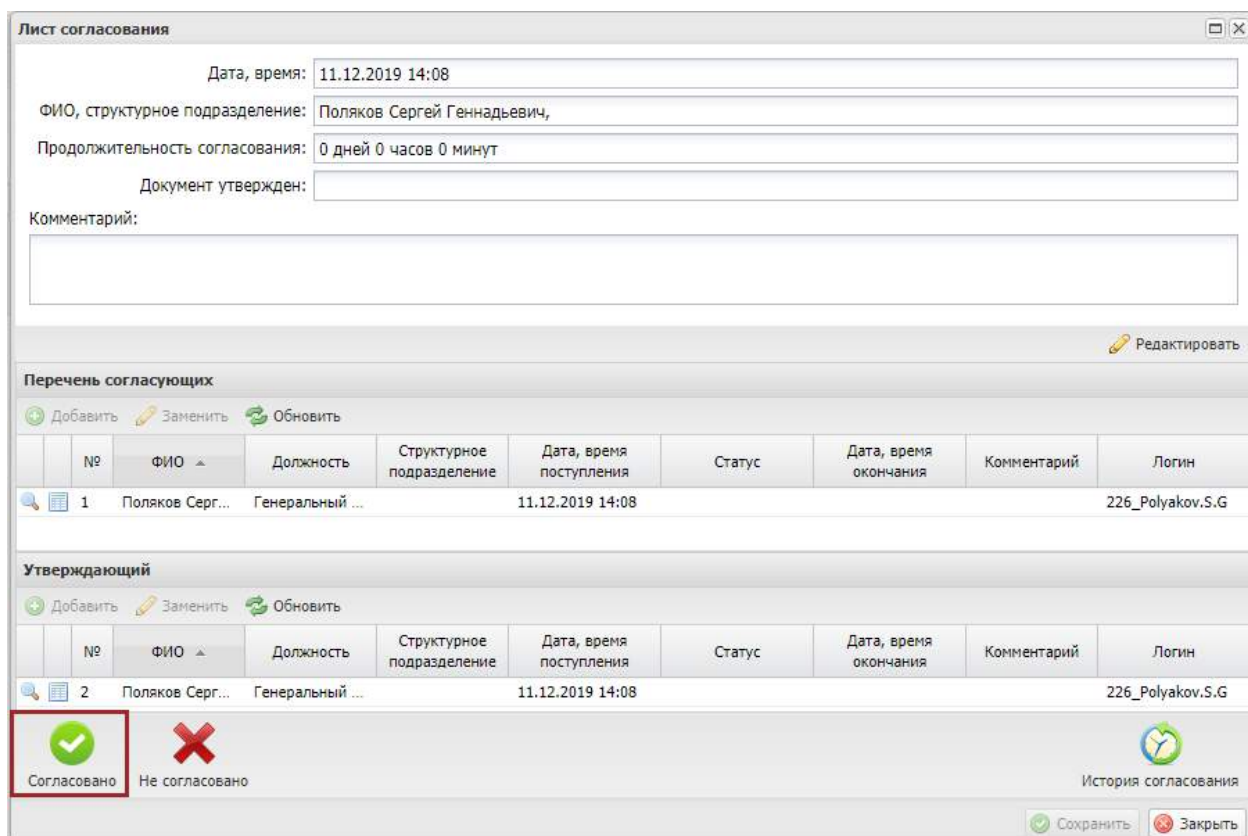 Лист согласования
Дата, время: 11.12.2019 14:08
ФИО, структурное подразделение: Поляков Сергей Геннадьевич,
Продолжительность согласования: 0 дней 0 часов 0 минут
Документ утвержден:
Комментарий:
Редактировать
Перечень согласующих
Добавить Заменить Обновить
№ ФИО Должность Структурное подразделение Дата, время поступления Статус Дата, время окончания Комментарий Логин
1 Поляков Серг... Генеральный ... 11.12.2019 14:08 226_Polyakov.S.G
Утверждающий
Добавить Заменить Обновить
№ ФИО Должность Структурное подразделение Дата, время поступления Статус Дата, время окончания Комментарий Логин
2 Поляков Серг... Генеральный ... 11.12.2019 14:08 226_Polyakov.S.G
Согласовано Не согласовано История согласования
Сохранить Закрыть